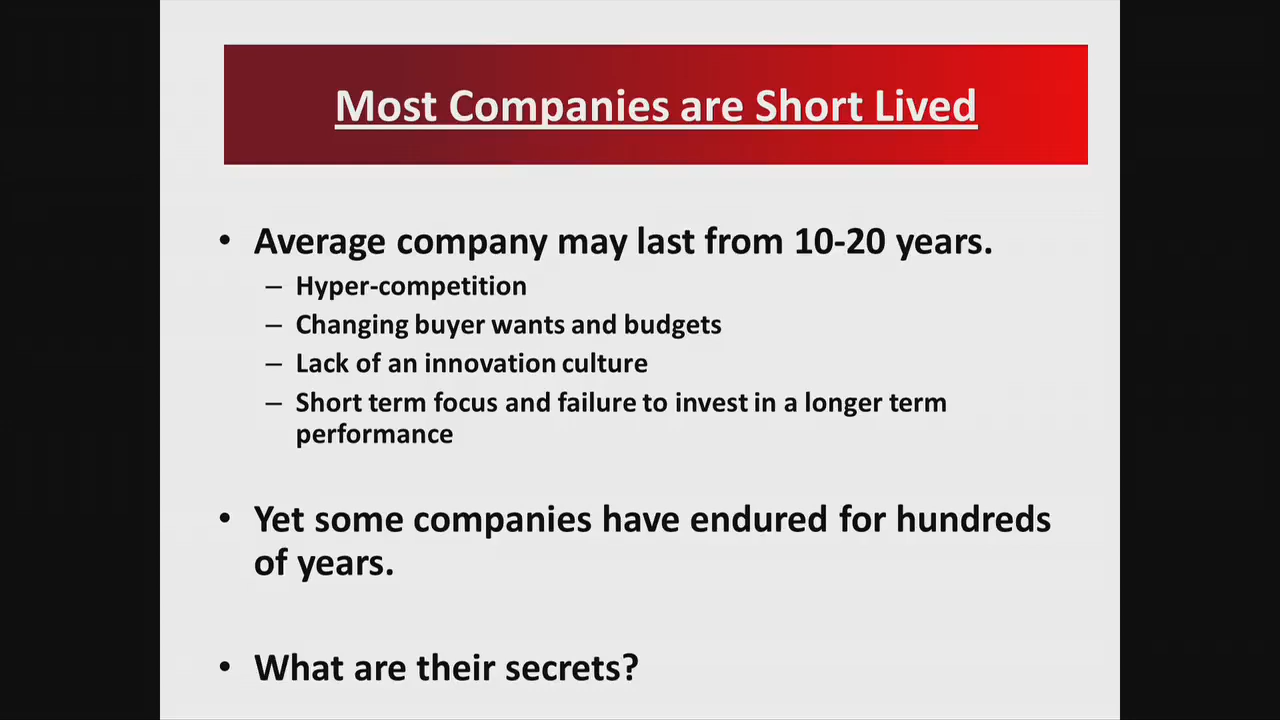 Most Companies are Short Lived
• Average company may last from 10-20 years.
– Hyper-competition
– Changing buyer wants and budgets
– Lack of an innovation culture
– Short term focus and failure to invest in a longer term
performance
• Yet some companies have endured for hundreds
of years.
• What are their secrets?